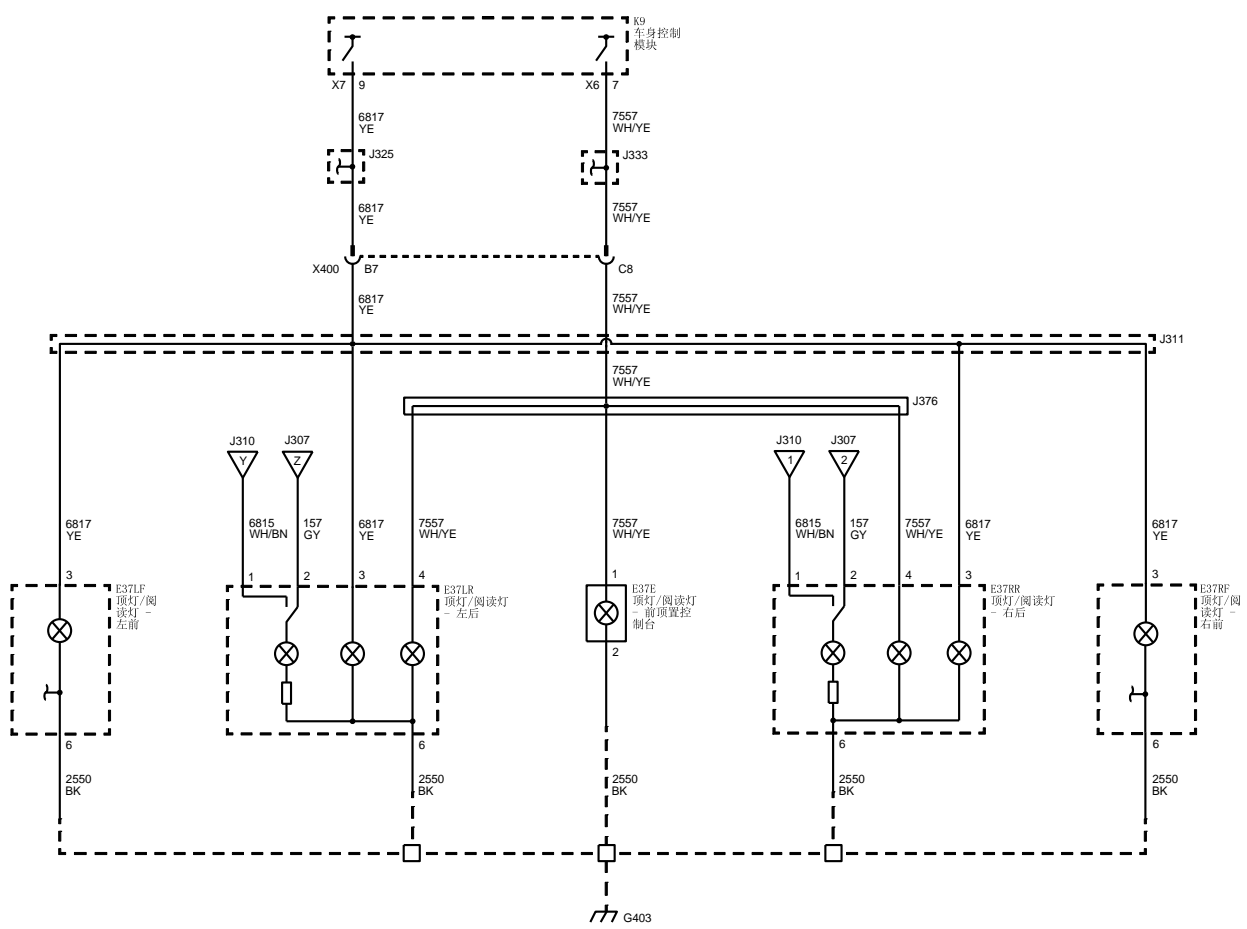 K9
车身控制
模块
X7 9
X6 7
6817
YE
7557
WH/YE
J325
J333
6817
YE
7557
WH/YE
X400 B7
C8
6817
YE
7557
WH/YE
J311
7557
WH/YE
J376
J310
J307
J310
J307
Y
Z
1
2
6817
YE
6815
WH/BN
157
GY
6817
YE
7557
WH/YE
7557
WH/YE
6815
WH/BN
157
GY
7557
WH/YE
6817
YE
6817
YE
3
1
2
3
4
1
1
2
4
3
3
E37LF
顶灯/阅
读灯 -
左前
E37LR
顶灯/阅读灯
- 左后
E37E
顶灯/阅读灯
- 前顶置控
制台
E37RR
顶灯/阅读灯
- 右后
E37RF
顶灯/阅
读灯 -
右前
2
6
6
6
6
2550
BK
2550
BK
2550
BK
2550
BK
2550
BK
G403